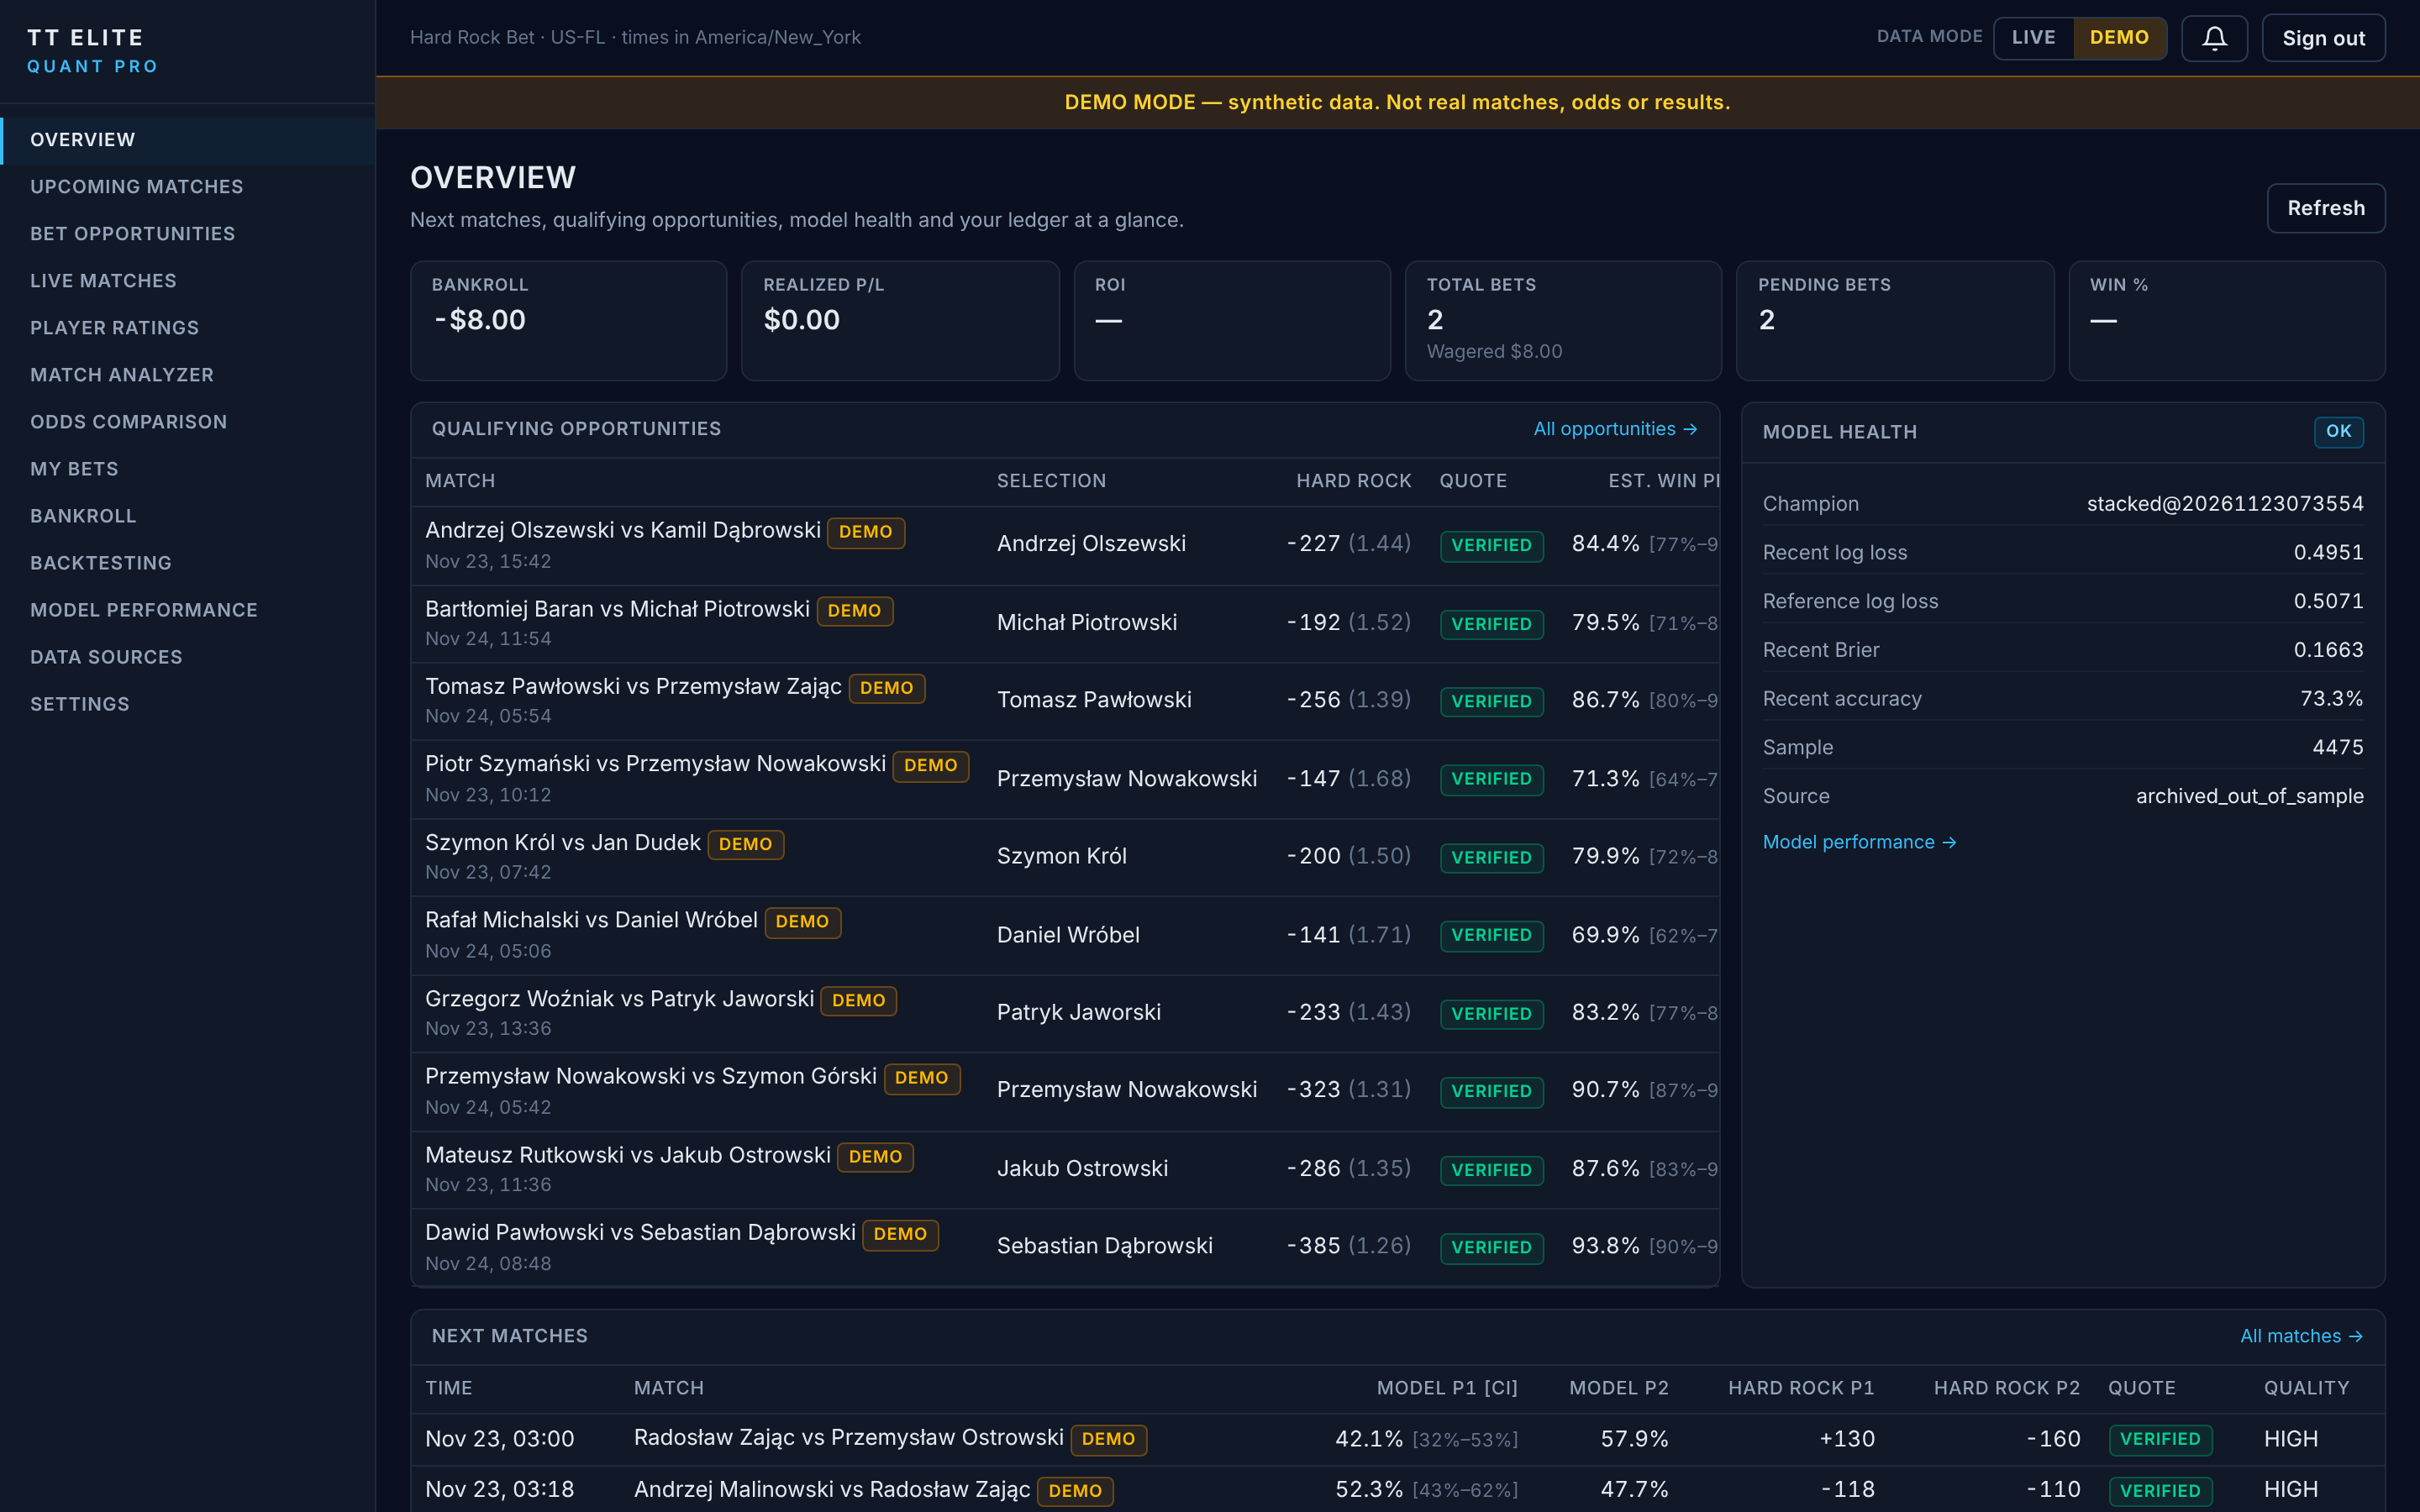 TT ELITE
QUANT PRO
OVERVIEW
UPCOMING MATCHES
BET OPPORTUNITIES
LIVE MATCHES
PLAYER RATINGS
MATCH ANALYZER
ODDS COMPARISON
MY BETS
BANKROLL
BACKTESTING
MODEL PERFORMANCE
DATA SOURCES
SETTINGS
Hard Rock Bet · US-FL · times in America/New_York
DATA MODE LIVE DEMO Sign out
DEMO MODE — synthetic data. Not real matches, odds or results.
OVERVIEW
Next matches, qualifying opportunities, model health and your ledger at a glance.
Refresh
BANKROLL
-$8.00
REALIZED P/L
$0.00
ROI
—
TOTAL BETS
2
Wagered $8.00
PENDING BETS
2
WIN %
—
QUALIFYING OPPORTUNITIES All opportunities →
MATCH SELECTION HARD ROCK QUOTE EST. WIN P
Andrzej Olszewski vs Kamil Dąbrowski DEMO
Nov 23, 15:42
Andrzej Olszewski -227 (1.44) VERIFIED 84.4% [77%–9
Bartłomiej Baran vs Michał Piotrowski DEMO
Nov 24, 11:54
Michał Piotrowski -192 (1.52) VERIFIED 79.5% [71%–8
Tomasz Pawłowski vs Przemysław Zając DEMO
Nov 24, 05:54
Tomasz Pawłowski -256 (1.39) VERIFIED 86.7% [80%–9
Piotr Szymański vs Przemysław Nowakowski DEMO
Nov 23, 10:12
Przemysław Nowakowski -147 (1.68) VERIFIED 71.3% [64%–7
Szymon Król vs Jan Dudek DEMO
Nov 23, 07:42
Szymon Król -200 (1.50) VERIFIED 79.9% [72%–8
Rafał Michalski vs Daniel Wróbel DEMO
Nov 24, 05:06
Daniel Wróbel -141 (1.71) VERIFIED 69.9% [62%–7
Grzegorz Woźniak vs Patryk Jaworski DEMO
Nov 23, 13:36
Patryk Jaworski -233 (1.43) VERIFIED 83.2% [77%–8
Przemysław Nowakowski vs Szymon Górski DEMO
Nov 24, 05:42
Przemysław Nowakowski -323 (1.31) VERIFIED 90.7% [87%–9
Mateusz Rutkowski vs Jakub Ostrowski DEMO
Nov 23, 11:36
Jakub Ostrowski -286 (1.35) VERIFIED 87.6% [83%–9
Dawid Pawłowski vs Sebastian Dąbrowski DEMO
Nov 24, 08:48
Sebastian Dąbrowski -385 (1.26) VERIFIED 93.8% [90%–9
MODEL HEALTH OK
Champion stacked@20261123073554
Recent log loss 0.4951
Reference log loss 0.5071
Recent Brier 0.1663
Recent accuracy 73.3%
Sample 4475
Source archived_out_of_sample
Model performance →
NEXT MATCHES All matches →
TIME MATCH MODEL P1 [CI] MODEL P2 HARD ROCK P1 HARD ROCK P2 QUOTE QUALITY
Nov 23, 03:00 Radosław Zając vs Przemysław Ostrowski DEMO 42.1% [32%–53%] 57.9% +130 -160 VERIFIED HIGH
Nov 23, 03:18 Andrzej Malinowski vs Radosław Zając DEMO 52.3% [43%–62%] 47.7% -118 -110 VERIFIED HIGH